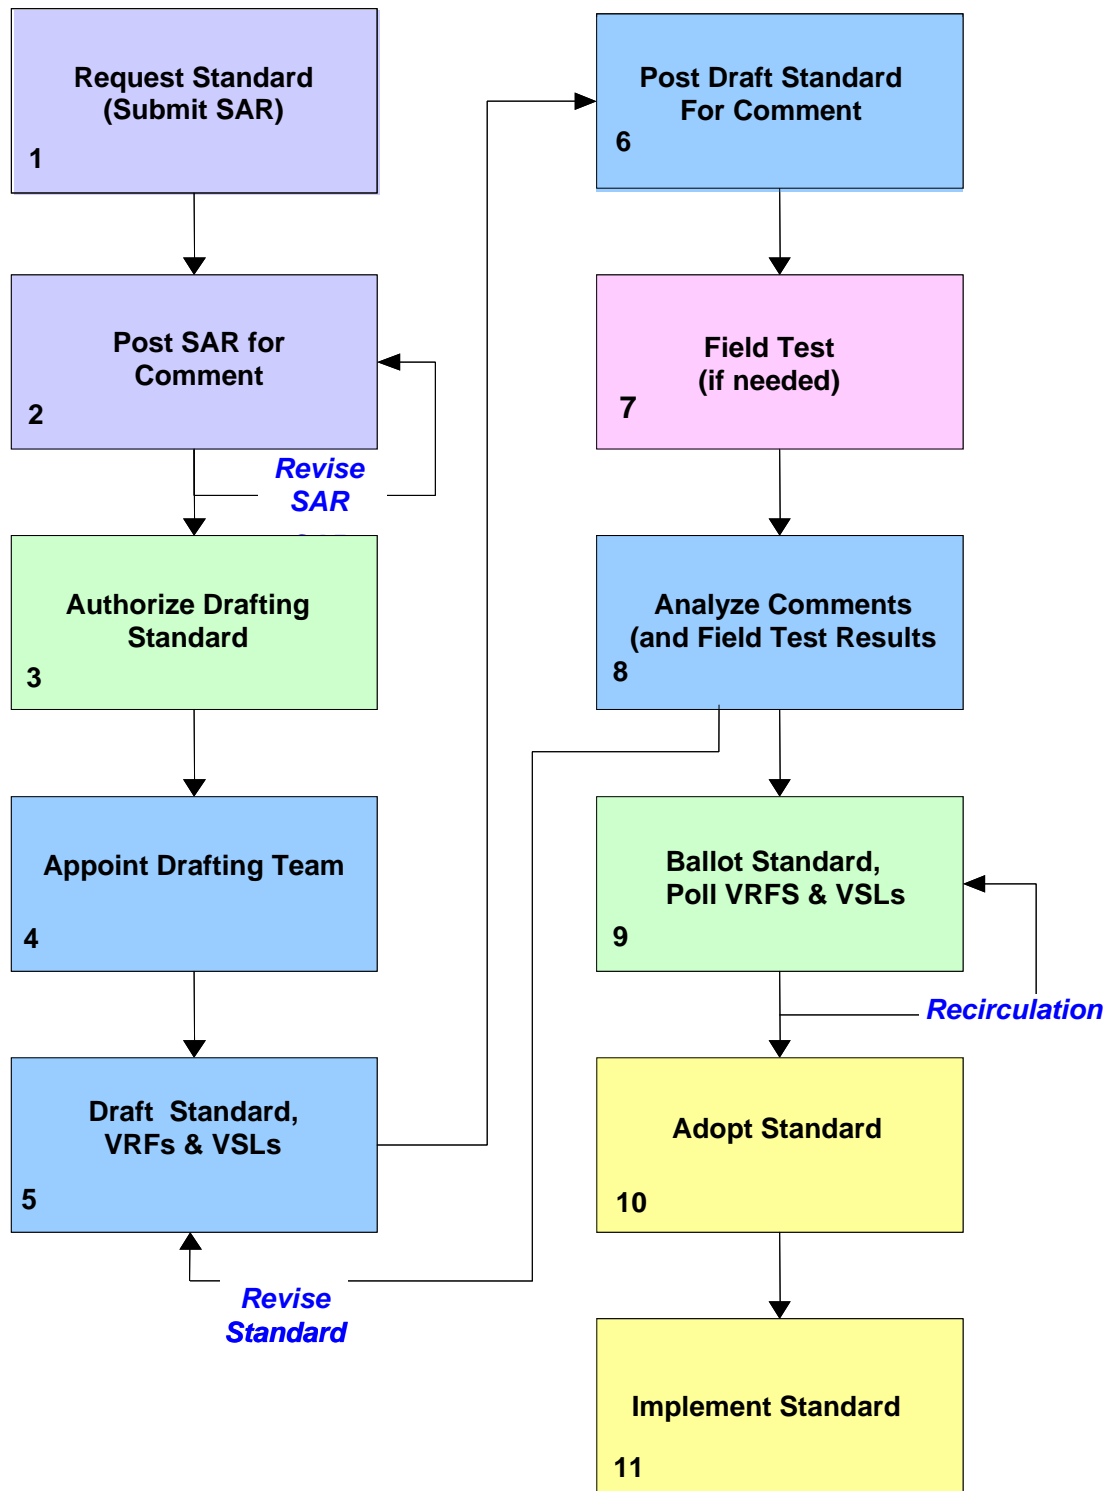 Request Standard
(Submit SAR)
1
Post SAR for
Comment
2
Revise
SAR
Authorize Drafting
Standard
3
Appoint Drafting Team
4
Draft Standard,
VRFs & VSLs
5
Revise
Standard
Post Draft Standard
For Comment
6
Field Test
(if needed)
7
Analyze Comments
(and Field Test Results
8
Ballot Standard,
Poll VRFS & VSLs
9
Recirculation
Adopt Standard
10
Implement Standard
11